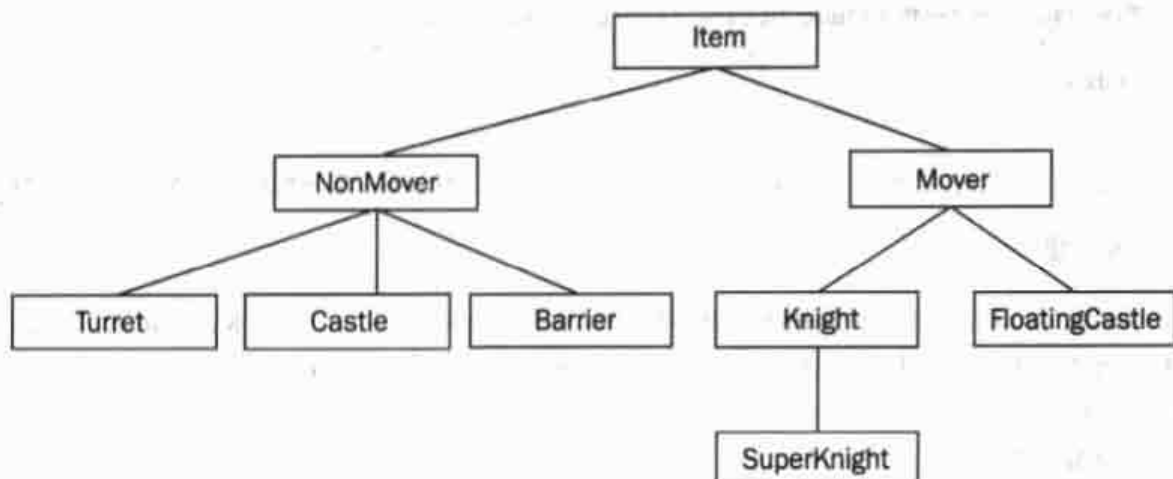 Item
NonMover
Mover
Turret
Castle
Barrier
Knight
FloatingCastle
SuperKnight